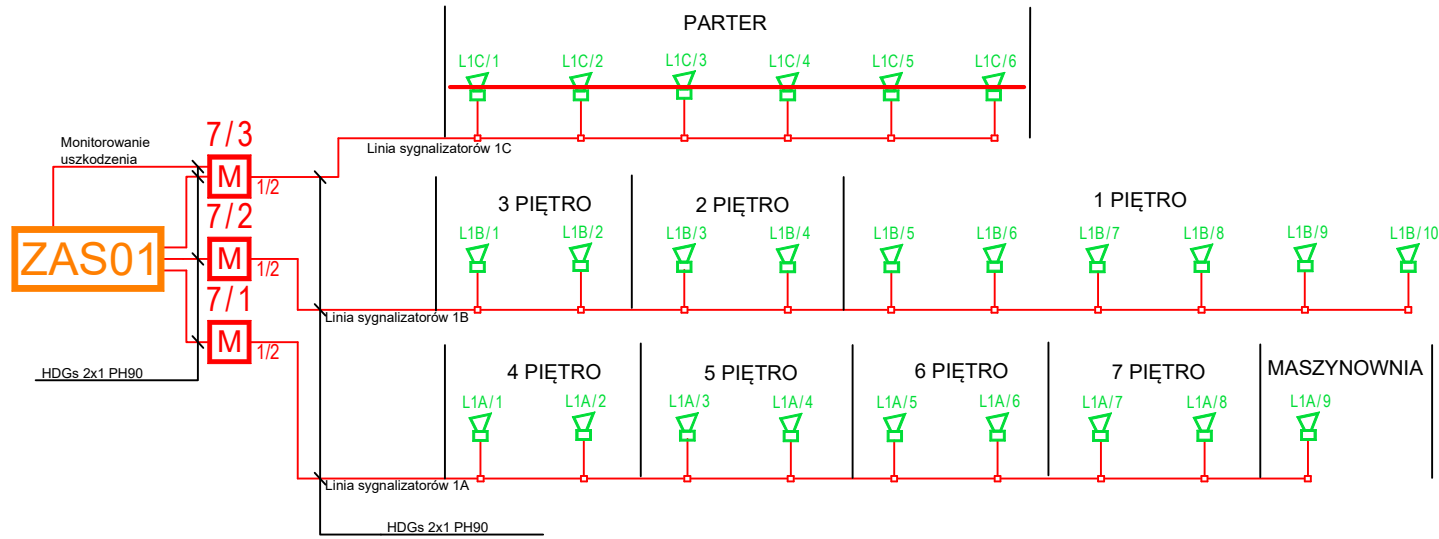 PARTER
L1C/1 L1C/2 L1C/3 L1C/4 L1C/5 L1C/6
Monitorowanie
uszkodzenia
7/3
M
1/2
Linia sygnalizatorów 1C
3 PIĘTRO 2 PIĘTRO 1 PIĘTRO
L1B/1 L1B/2 L1B/3 L1B/4 L1B/5 L1B/6 L1B/7 L1B/8 L1B/9 L1B/10
7/2
ZAS01
M
1/2
Linia sygnalizatorów 1B
7/1
M
1/2
HDGs 2x1 PH90
4 PIĘTRO 5 PIĘTRO 6 PIĘTRO 7 PIĘTRO MASZYNOWNIA
L1A/1 L1A/2 L1A/3 L1A/4 L1A/5 L1A/6 L1A/7 L1A/8 L1A/9
Linia sygnalizatorów 1A
HDGs 2x1 PH90